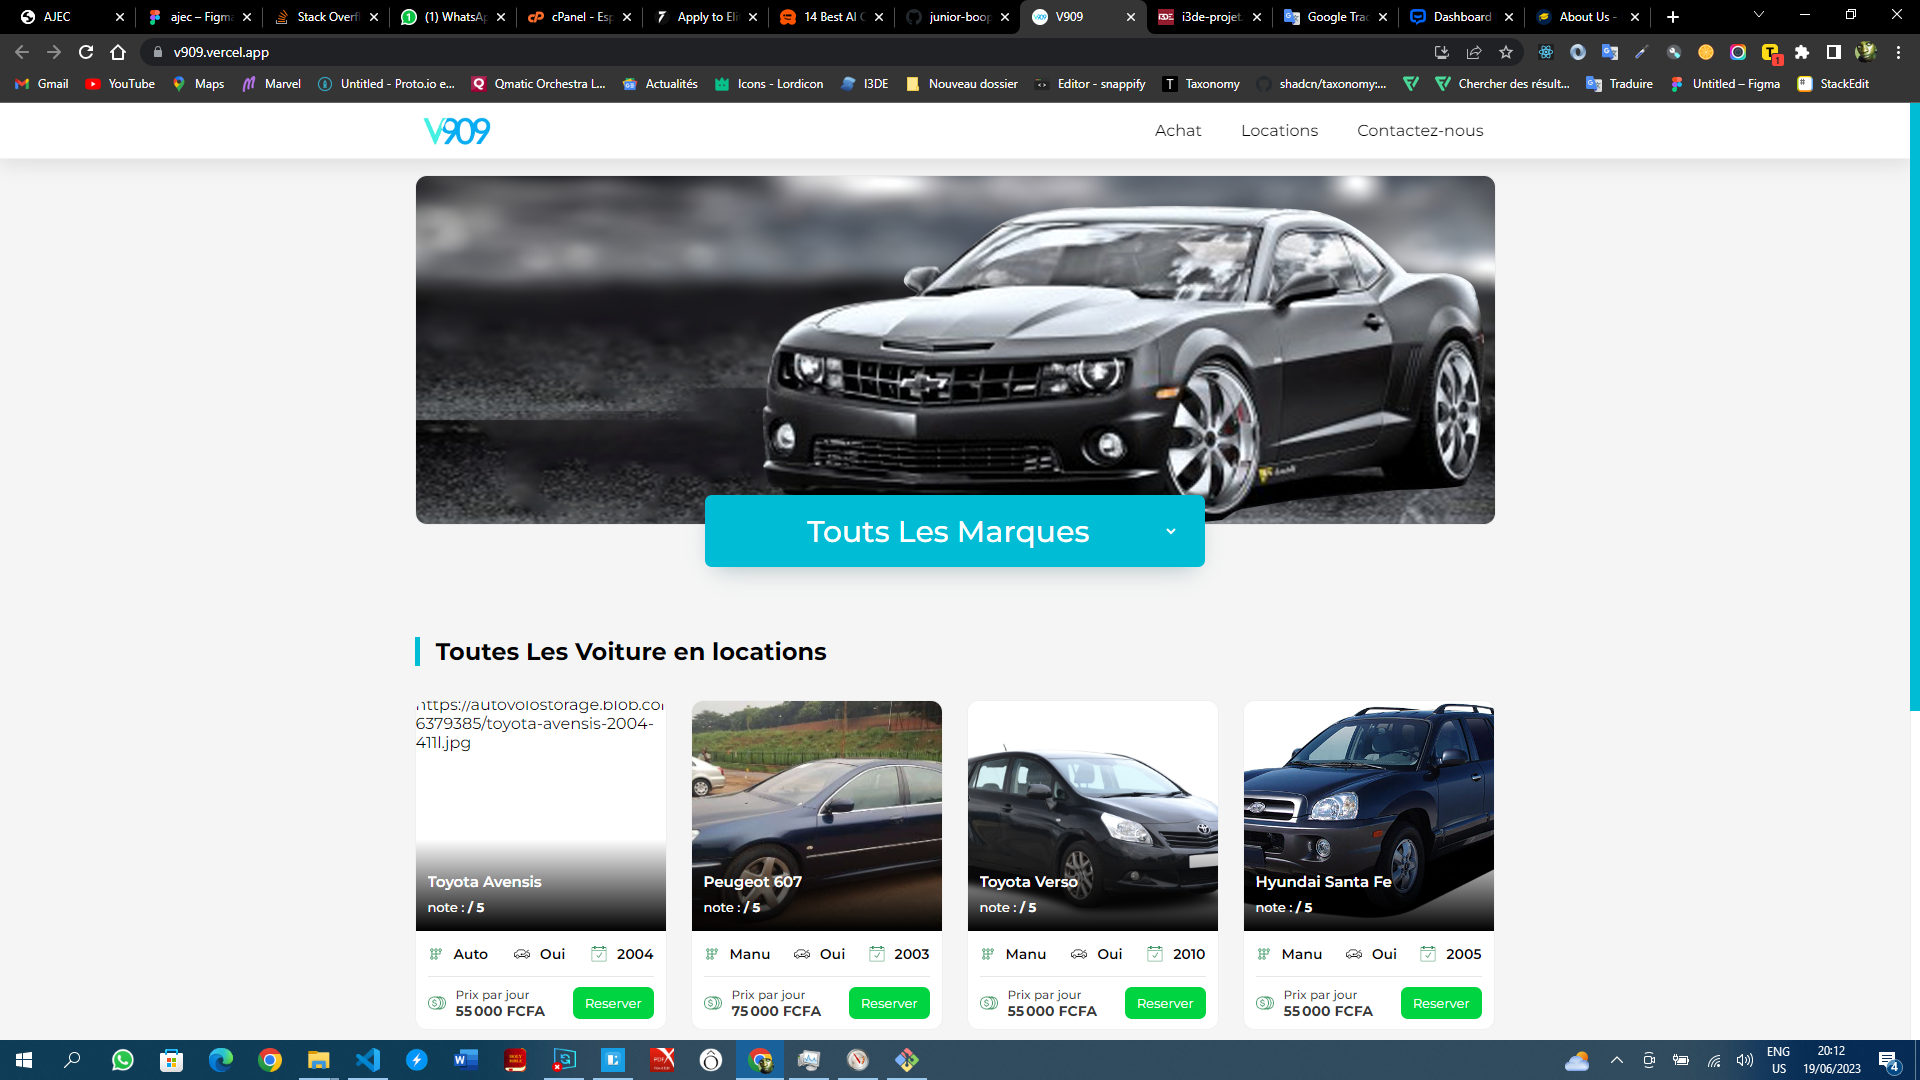 AJEC
ajec – Figma
Stack Overfl
(1) WhatsAp
cPanel - Esp
Apply to Eli
14 Best AI C
junior-boop
V909
i3de-projet
Google Tra
Dashboard
About Us -
v909.vercel.app
Gmail
YouTube
Maps
Marvel
Untitled - Proto.io e...
Qmatic Orchestra L...
Actualités
Icons - Lordicon
I3DE
Nouveau dossier
Editor - snappify
Taxonomy
shadcn/taxonomy:...
Chercher des résult...
Traduire
Untitled – Figma
StackEdit
V909
Achat
Locations
Contactez-nous
Touts Les Marques
Toutes Les Voiture en locations
https://autovolostorage.blob.co
6379385/toyota-avensis-2004-
411l.jpg
Toyota Avensis
note : / 5
Auto
Oui
2004
Prix par jour
55 000 FCFA
Reserver
Peugeot 607
note : / 5
Manu
Oui
2003
Prix par jour
75 000 FCFA
Reserver
Toyota Verso
note : / 5
Manu
Oui
2010
Prix par jour
55 000 FCFA
Reserver
Hyundai Santa Fe
note : / 5
Manu
Oui
2005
Prix par jour
55 000 FCFA
Reserver
ENG
US
20:12
19/06/2023
4